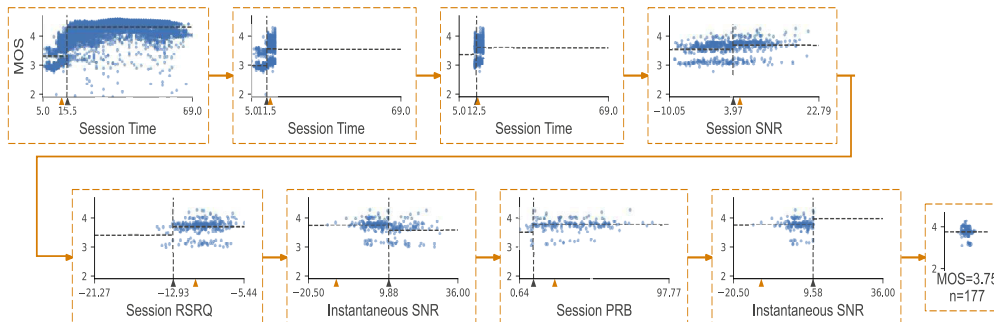 MOS
4
3
2
5.0 15.5 69.0
Session Time
4
3
2
5.0 11.5 69.0
Session Time
4
3
2
5.0 12.5 69.0
Session Time
4
3
2
−10.05 3.97 22.79
Session SNR
4
3
2
−21.27 −12.93 −5.44
Session RSRQ
4
3
2
−20.50 9.88 36.00
Instantaneous SNR
4
3
2
0.64 97.77
Session PRB
4
3
2
−20.50 9.58 36.00
Instantaneous SNR
4
2
MOS=3.75
n=177